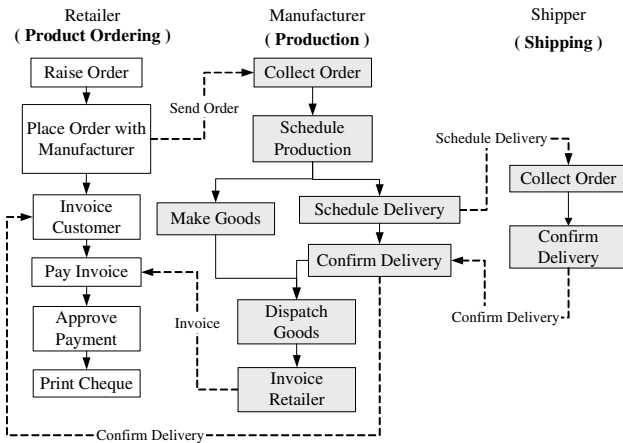 Retailer
( Product Ordering )
Raise Order
Place Order with
Manufacturer
Invoice
Customer
Pay Invoice
Approve
Payment
Print Cheque
Send Order
Invoice
Confirm Delivery
Manufacturer
( Production )
Collect Order
Schedule
Production
Make Goods
Schedule Delivery
Confirm Delivery
Dispatch
Goods
Invoice
Retailer
Schedule Delivery
Confirm Delivery
Shipper
( Shipping )
Collect Order
Confirm
Delivery